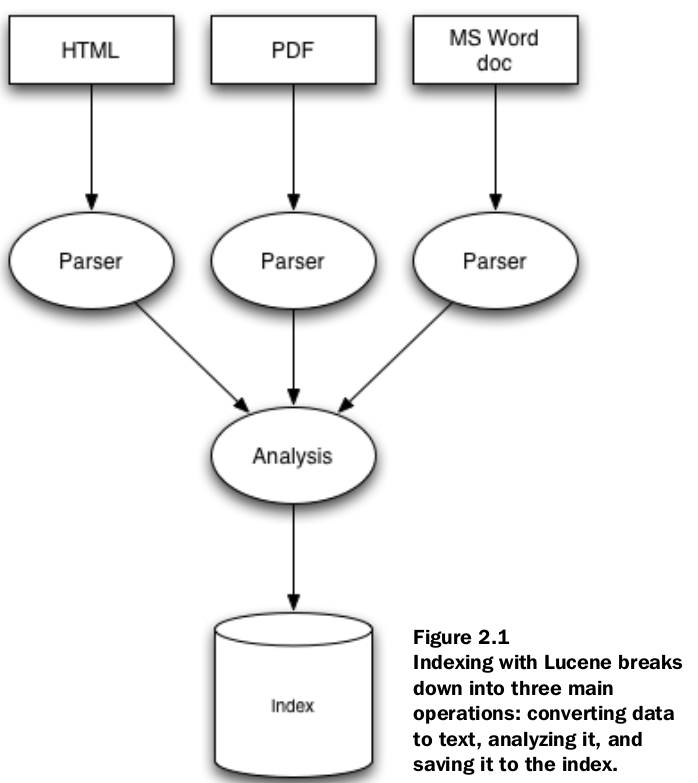 HTML
PDF
MS Word
doc
Parser
Parser
Parser
Analysis
Index
Figure 2.1
Indexing with Lucene breaks
down into three main
operations: converting data
to text, analyzing it, and
saving it to the index.